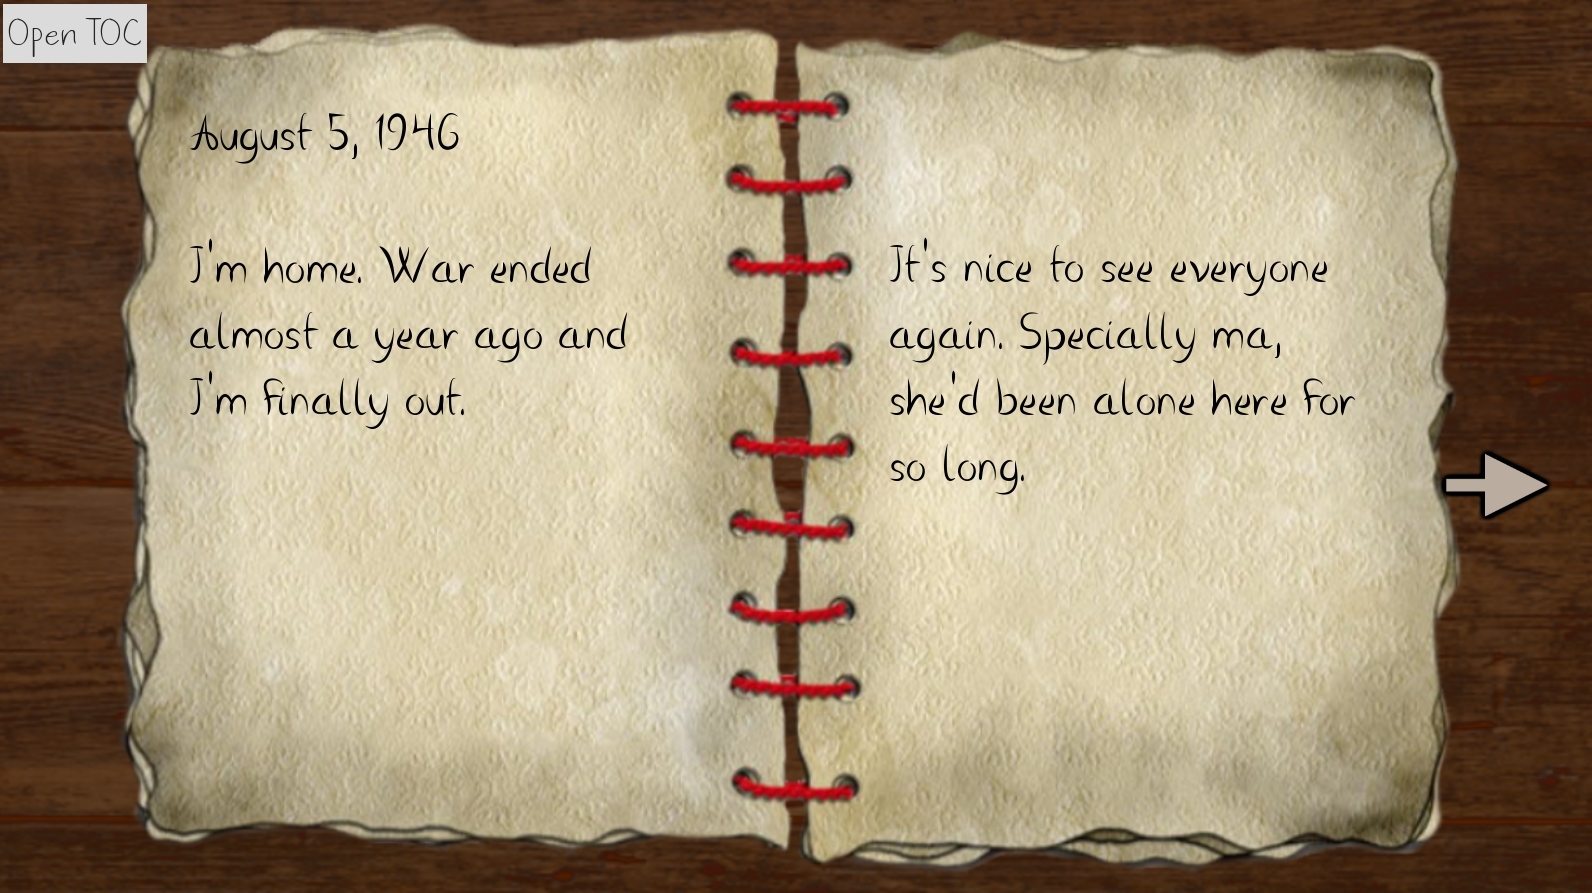 Open TOC
August 5, 1946
I'm home. War ended
almost a year ago and
I'm finally out.
It's nice to see everyone
again. Specially ma,
she'd been alone here for
so long.